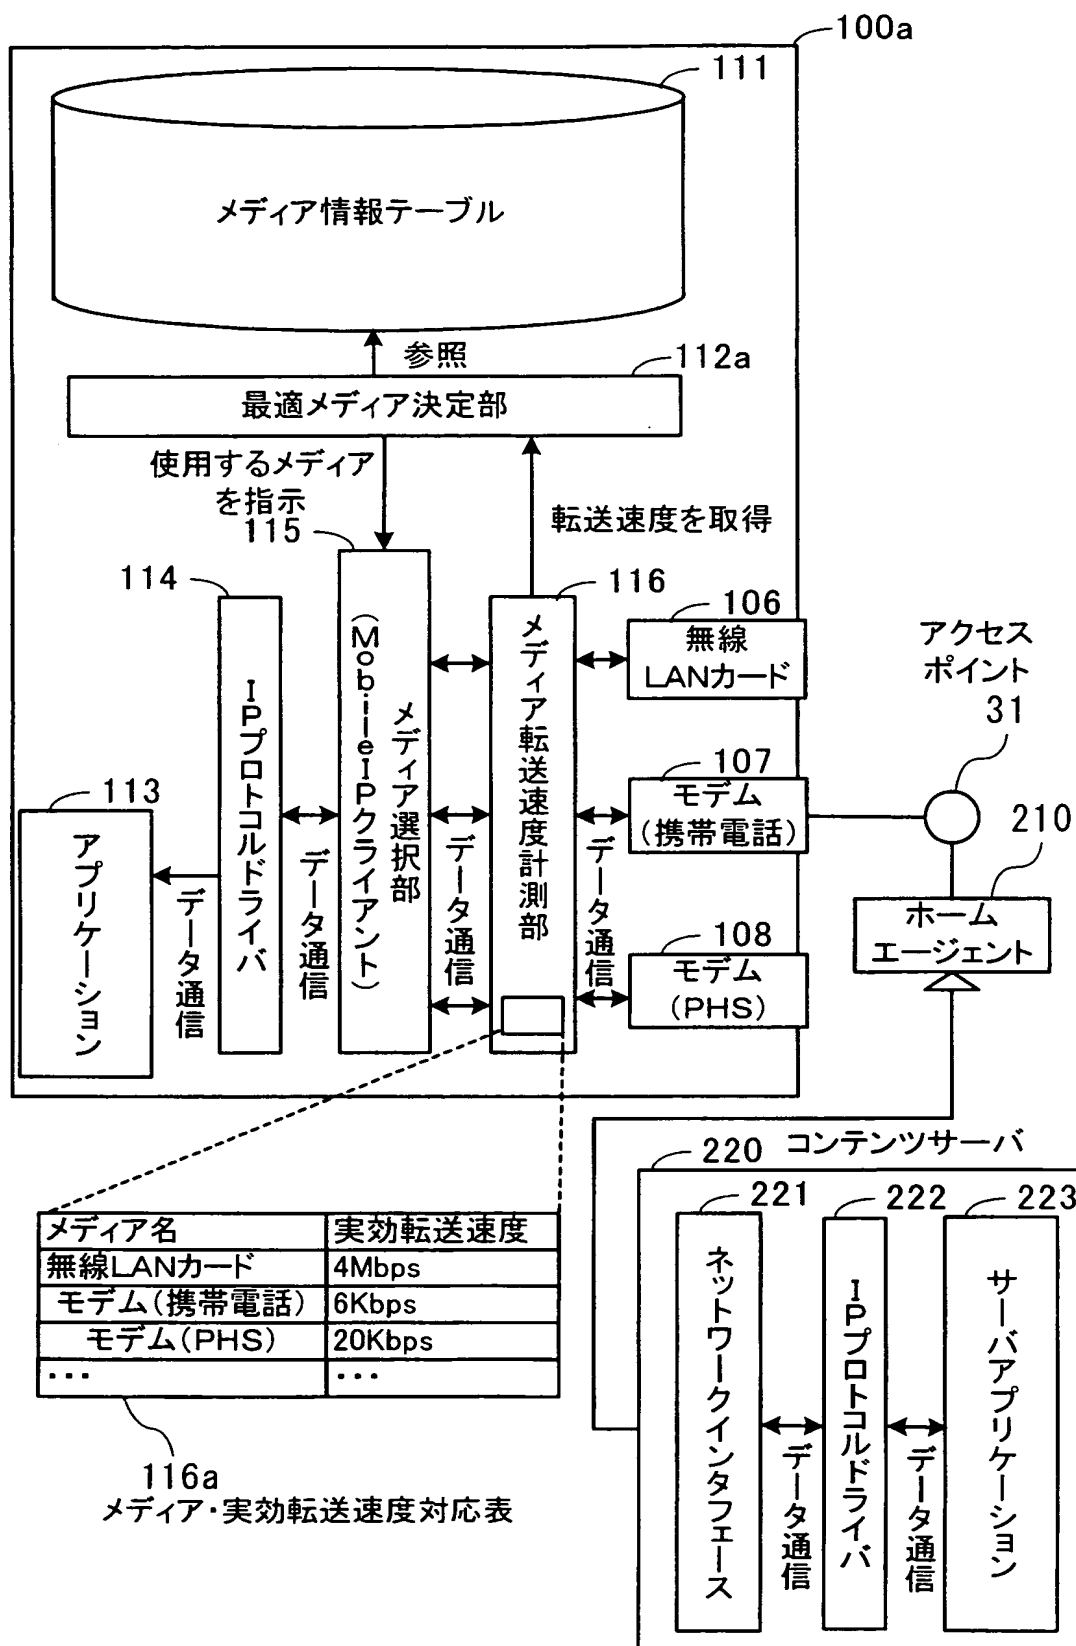 100a
111
メディア情報テーブル
参照
112a
最適メディア決定部
使用するメディア
を指示
転送速度を取得
115
114
116
106
無線
LANカード
アクセス
ポイント
31
メディア選択部
(MobileIPクライアント)
メディア転送速度計測部
IPプロトコルドライバ
107
モデム
(携帯電話)
210
ホーム
エージェント
113
アプリケーション
データ通信
データ通信
データ通信
データ通信
108
モデム
(PHS)
コンテンツサーバ
220
221
222
223
ネットワークインタフェース
データ通信
IPプロトコルドライバ
データ通信
サーバアプリケーション
メディア名 実効転送速度
無線LANカード 4Mbps
モデム(携帯電話) 6Kbps
モデム(PHS) 20Kbps
・・・ ・・・
116a
メディア・実効転送速度対応表